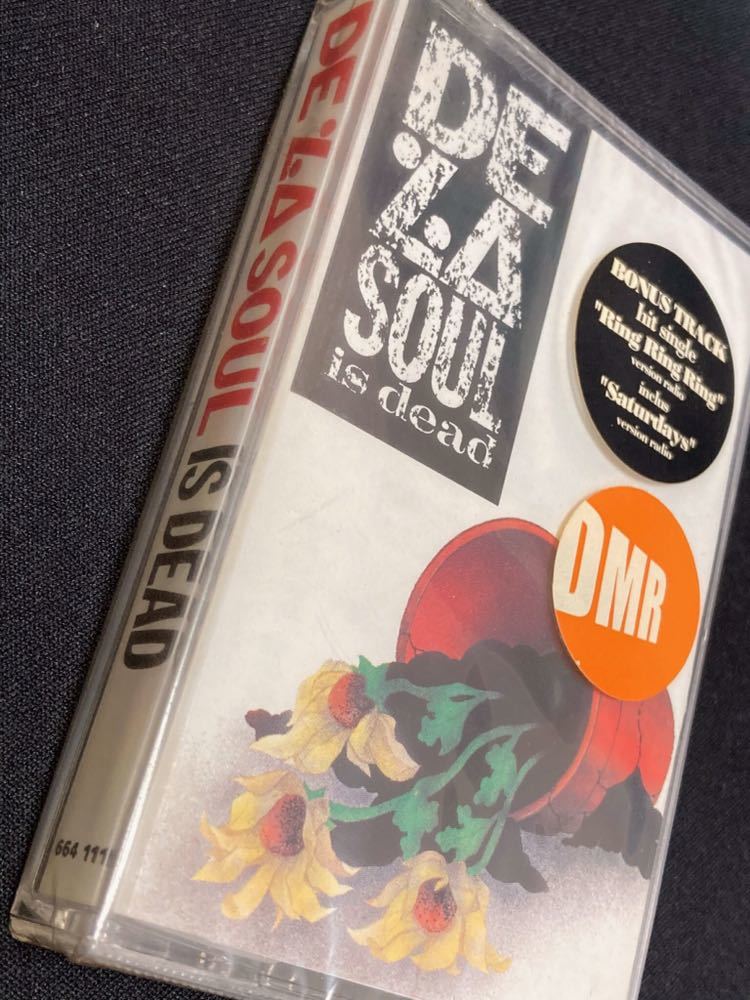 DE LA SOUL IS DEAD
664 111
DE
LA
SOUL
is dead
BONUS TRACK
hit single
"Ring Ring Ring"
version radio
inclus
"Saturdays"
version radio
DMR